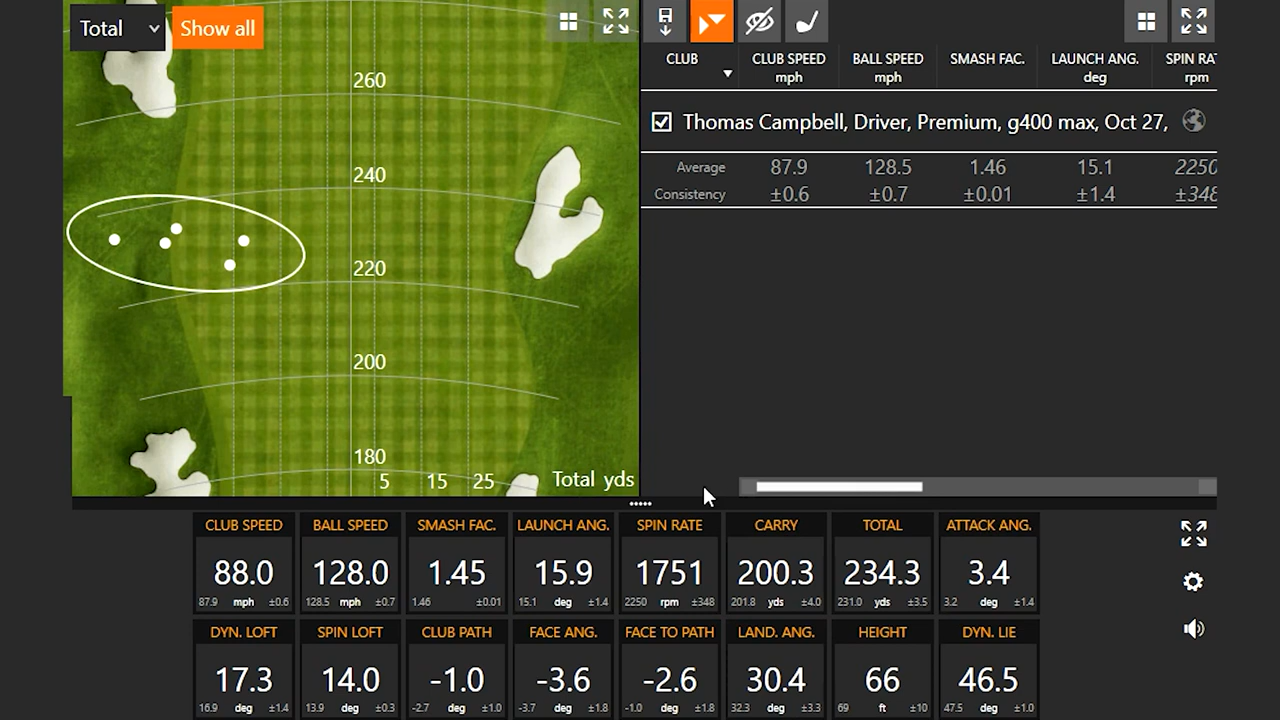 Total Show all
260
240
220
200
180
5 15 25 Total yds
CLUB CLUB SPEED BALL SPEED SMASH FAC. LAUNCH ANG. SPIN RAT
mph mph deg rpm
Thomas Campbell, Driver, Premium, g400 max, Oct 27,
Average 87.9 128.5 1.46 15.1 2250
Consistency ±0.6 ±0.7 ±0.01 ±1.4 ±348
CLUB SPEED BALL SPEED SMASH FAC. LAUNCH ANG. SPIN RATE CARRY TOTAL ATTACK ANG.
88.0 128.0 1.45 15.9 1751 200.3 234.3 3.4
87.9 mph ±0.6 128.5 mph ±0.7 1.46 ±0.01 15.1 deg ±1.4 2250 rpm ±348 201.8 yds ±4.0 231.0 yds ±3.5 3.2 deg ±1.4
DYN. LOFT SPIN LOFT CLUB PATH FACE ANG. FACE TO PATH LAND. ANG. HEIGHT DYN. LIE
17.3 14.0 -1.0 -3.6 -2.6 30.4 66 46.5
16.9 deg ±1.4 13.9 deg ±0.3 -2.7 deg ±1.0 -3.7 deg ±1.8 -1.0 deg ±1.8 32.3 deg ±3.3 69 ft ±10 47.5 deg ±1.0